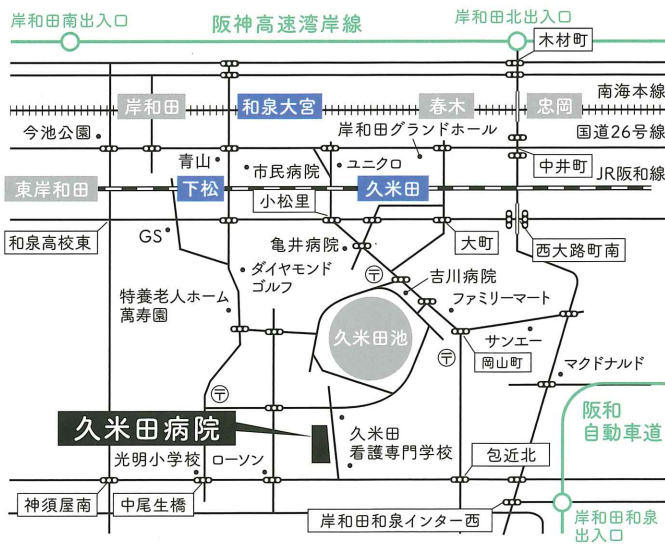 岸和田南出入口
阪神高速湾岸線
岸和田北出入口
木材町
南海本線
岸和田
和泉大宮
春木
忠岡
今池公園
岸和田グランドホール
国道26号線
青山
市民病院
ユニクロ
中井町
JR阪和線
東岸和田
下松
小松里
久米田
和泉高校東
GS
亀井病院
大町
西大路町南
ダイヤモンド
ゴルフ
〒
吉川病院
特養老人ホーム
萬寿園
ファミリーマート
久米田池
サンエー
〒
岡山町
マクドナルド
〒
久米田病院
久米田
看護専門学校
阪和
自動車道
光明小学校
ローソン
包近北
神須屋南
中尾生橋
岸和田和泉インター西
岸和田和泉
出入口